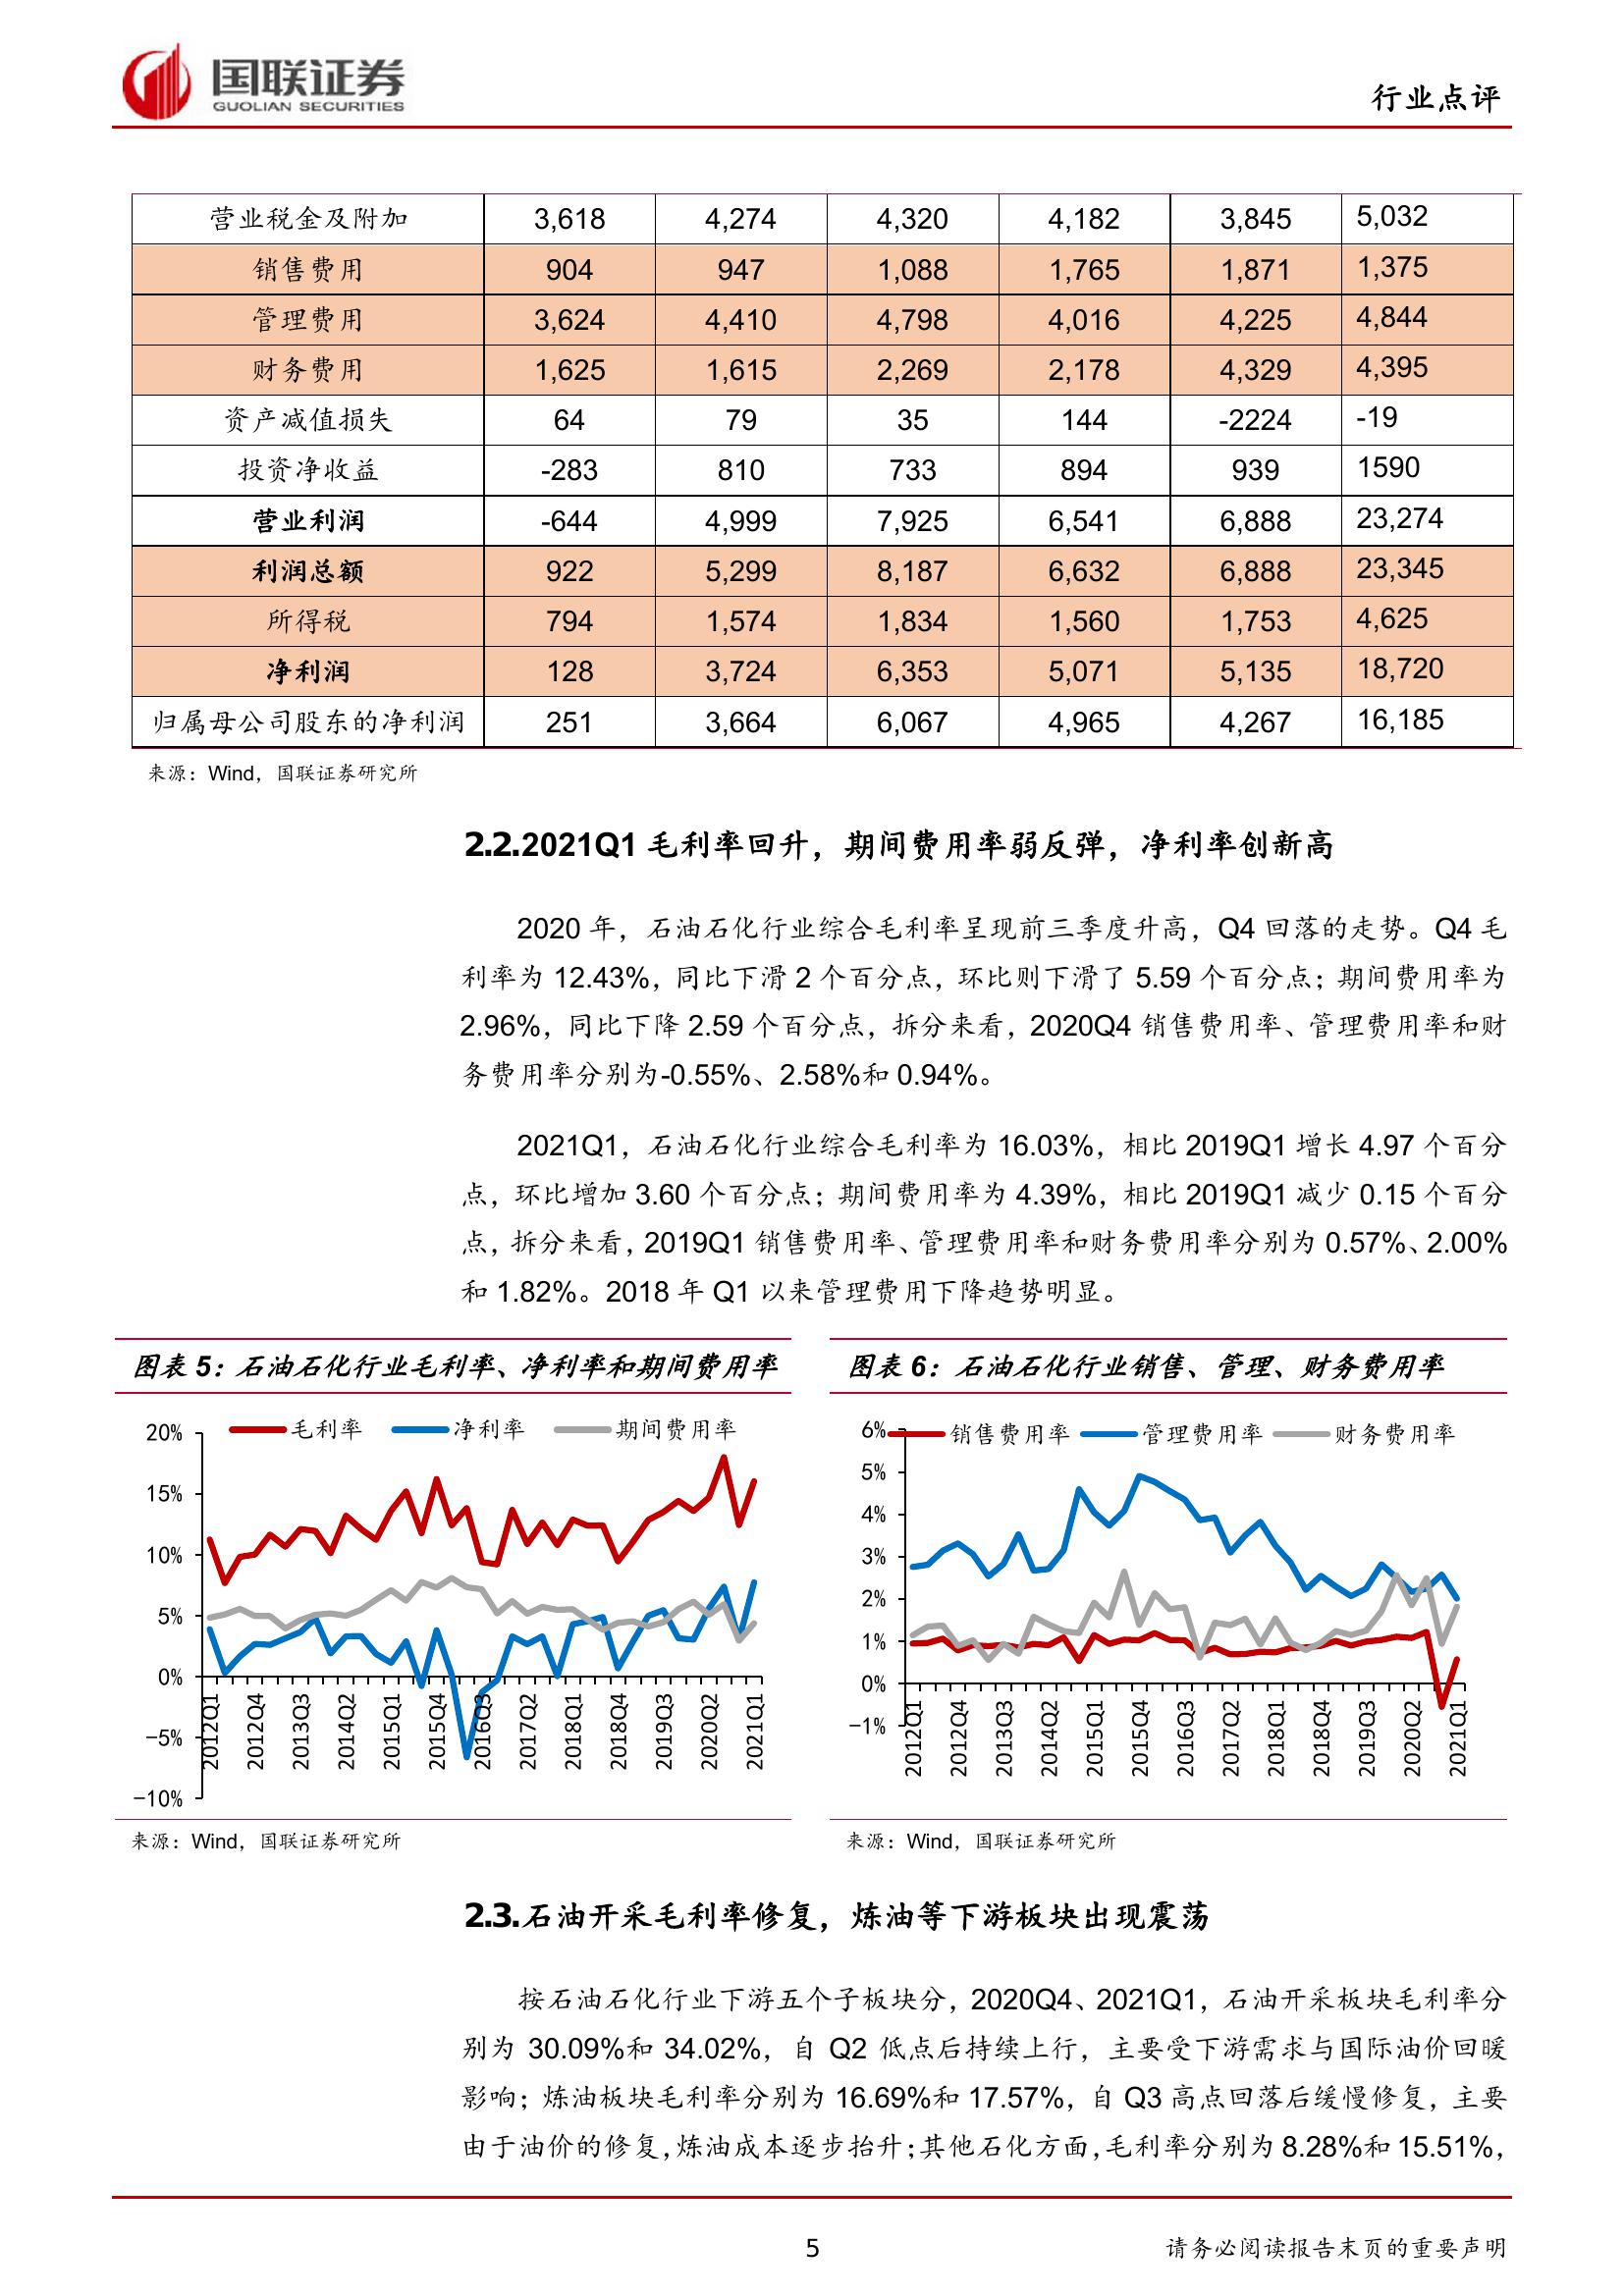 国联证券
GUOLIAN SECURITIES
行业点评
营业税金及附加 3,618 4,274 4,320 4,182 3,845 5,032
销售费用 904 947 1,088 1,765 1,871 1,375
管理费用 3,624 4,410 4,798 4,016 4,225 4,844
财务费用 1,625 1,615 2,269 2,178 4,329 4,395
资产减值损失 64 79 35 144 -2224 -19
投资净收益 -283 810 733 894 939 1590
营业利润 -644 4,999 7,925 6,541 6,888 23,274
利润总额 922 5,299 8,187 6,632 6,888 23,345
所得税 794 1,574 1,834 1,560 1,753 4,625
净利润 128 3,724 6,353 5,071 5,135 18,720
归属母公司股东的净利润 251 3,664 6,067 4,965 4,267 16,185
来源：Wind，国联证券研究所
2.2.2021Q1 毛利率回升，期间费用率弱反弹，净利率创新高
2020 年，石油石化行业综合毛利率呈现前三季度升高，Q4 回落的走势。Q4 毛
利率为 12.43%，同比下滑 2 个百分点，环比则下滑了 5.59 个百分点；期间费用率为
2.96%，同比下降 2.59 个百分点，拆分来看，2020Q4 销售费用率、管理费用率和财
务费用率分别为-0.55%、2.58%和 0.94%。
2021Q1，石油石化行业综合毛利率为 16.03%，相比 2019Q1 增长 4.97 个百分
点，环比增加 3.60 个百分点；期间费用率为 4.39%，相比 2019Q1 减少 0.15 个百分
点，拆分来看，2019Q1 销售费用率、管理费用率和财务费用率分别为 0.57%、2.00%
和 1.82%。2018 年 Q1 以来管理费用下降趋势明显。
图表 5：石油石化行业毛利率、净利率和期间费用率
毛利率 净利率 期间费用率
20%
15%
10%
5%
0%
-5%
-10%
2012Q1 2012Q4 2013Q3 2014Q2 2015Q1 2015Q4 2016Q3 2017Q2 2018Q1 2018Q4 2019Q3 2020Q2 2021Q1
来源：Wind，国联证券研究所
图表 6：石油石化行业销售、管理、财务费用率
销售费用率 管理费用率 财务费用率
6%
5%
4%
3%
2%
1%
0%
-1%
2012Q1 2012Q4 2013Q3 2014Q2 2015Q1 2015Q4 2016Q3 2017Q2 2018Q1 2018Q4 2019Q3 2020Q2 2021Q1
来源：Wind，国联证券研究所
2.3.石油开采毛利率修复，炼油等下游板块出现震荡
按石油石化行业下游五个子板块分，2020Q4、2021Q1，石油开采板块毛利率分
别为 30.09%和 34.02%，自 Q2 低点后持续上行，主要受下游需求与国际油价回暖
影响；炼油板块毛利率分别为 16.69%和 17.57%，自 Q3 高点回落后缓慢修复，主要
由于油价的修复，炼油成本逐步抬升；其他石化方面，毛利率分别为 8.28%和 15.51%，
5
请务必阅读报告末页的重要声明